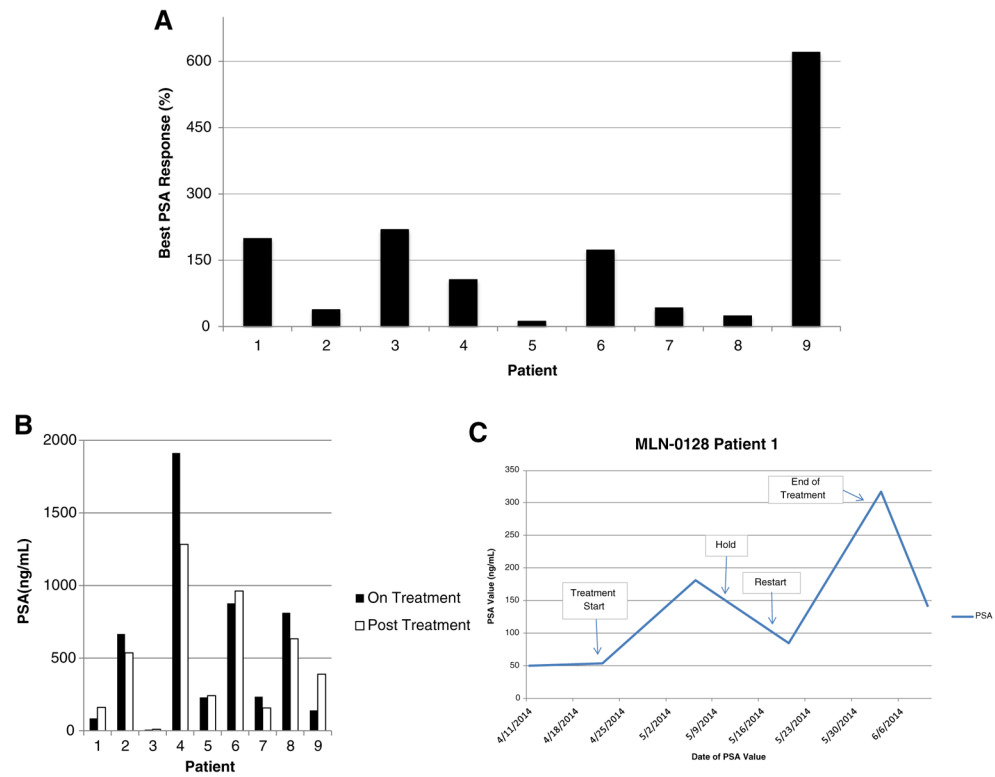 A
600
450
300
150
0
Best PSA Response (%)
1 2 3 4 5 6 7 8 9
Patient
B
2000
1500
1000
500
0
PSA(ng/mL)
1 2 3 4 5 6 7 8 9
Patient
On Treatment
Post Treatment
C
MLN-0128 Patient 1
350
300
250
200
150
100
50
0
PSA Value (ng/mL)
Treatment
Start
Hold
Restart
End of
Treatment
PSA
4/11/2014 4/18/2014 4/25/2014 5/2/2014 5/9/2014 5/16/2014 5/23/2014 5/30/2014 6/6/2014
Date of PSA Value